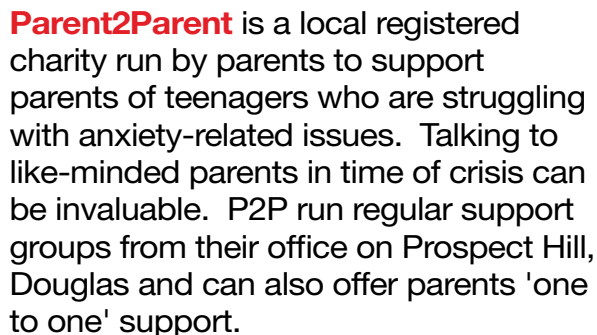 Parent2Parent is a local registered
charity run by parents to support
parents of teenagers who are struggling
with anxiety-related issues.  Talking to
like-minded parents in time of crisis can
be invaluable.  P2P run regular support
groups from their office on Prospect Hill,
Douglas and can also offer parents 'one
to one' support.